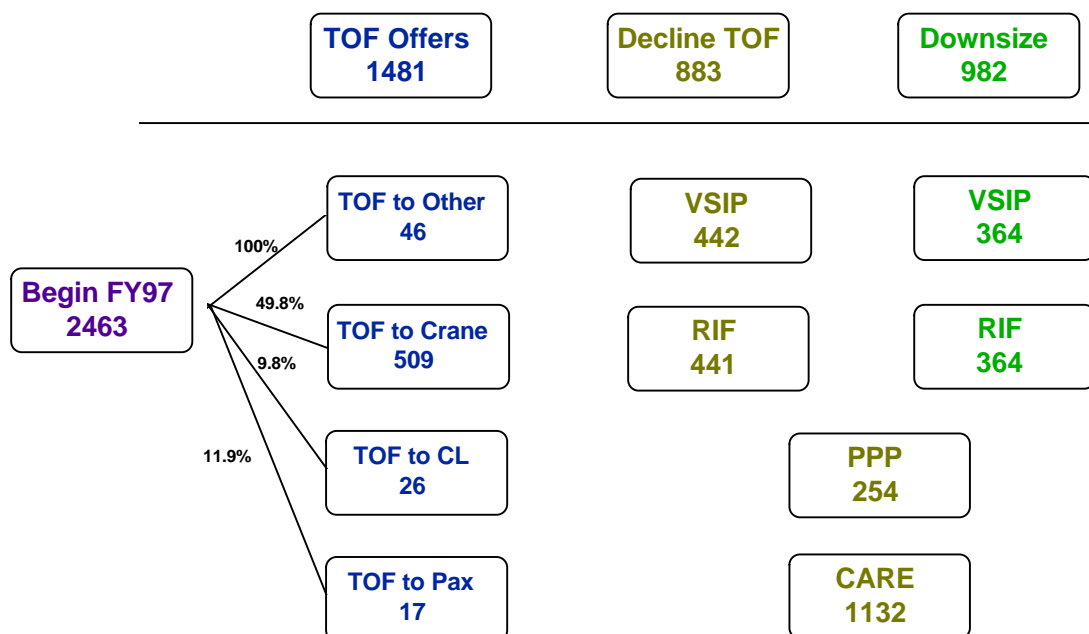 TOF Offers
1481
Decline TOF
883
Downsize
982
TOF to Other
46
VSIP
442
VSIP
364
100%
Begin FY97
2463
49.8%
TOF to Crane
509
RIF
441
RIF
364
9.8%
11.9%
TOF to CL
26
PPP
254
TOF to Pax
17
CARE
1132